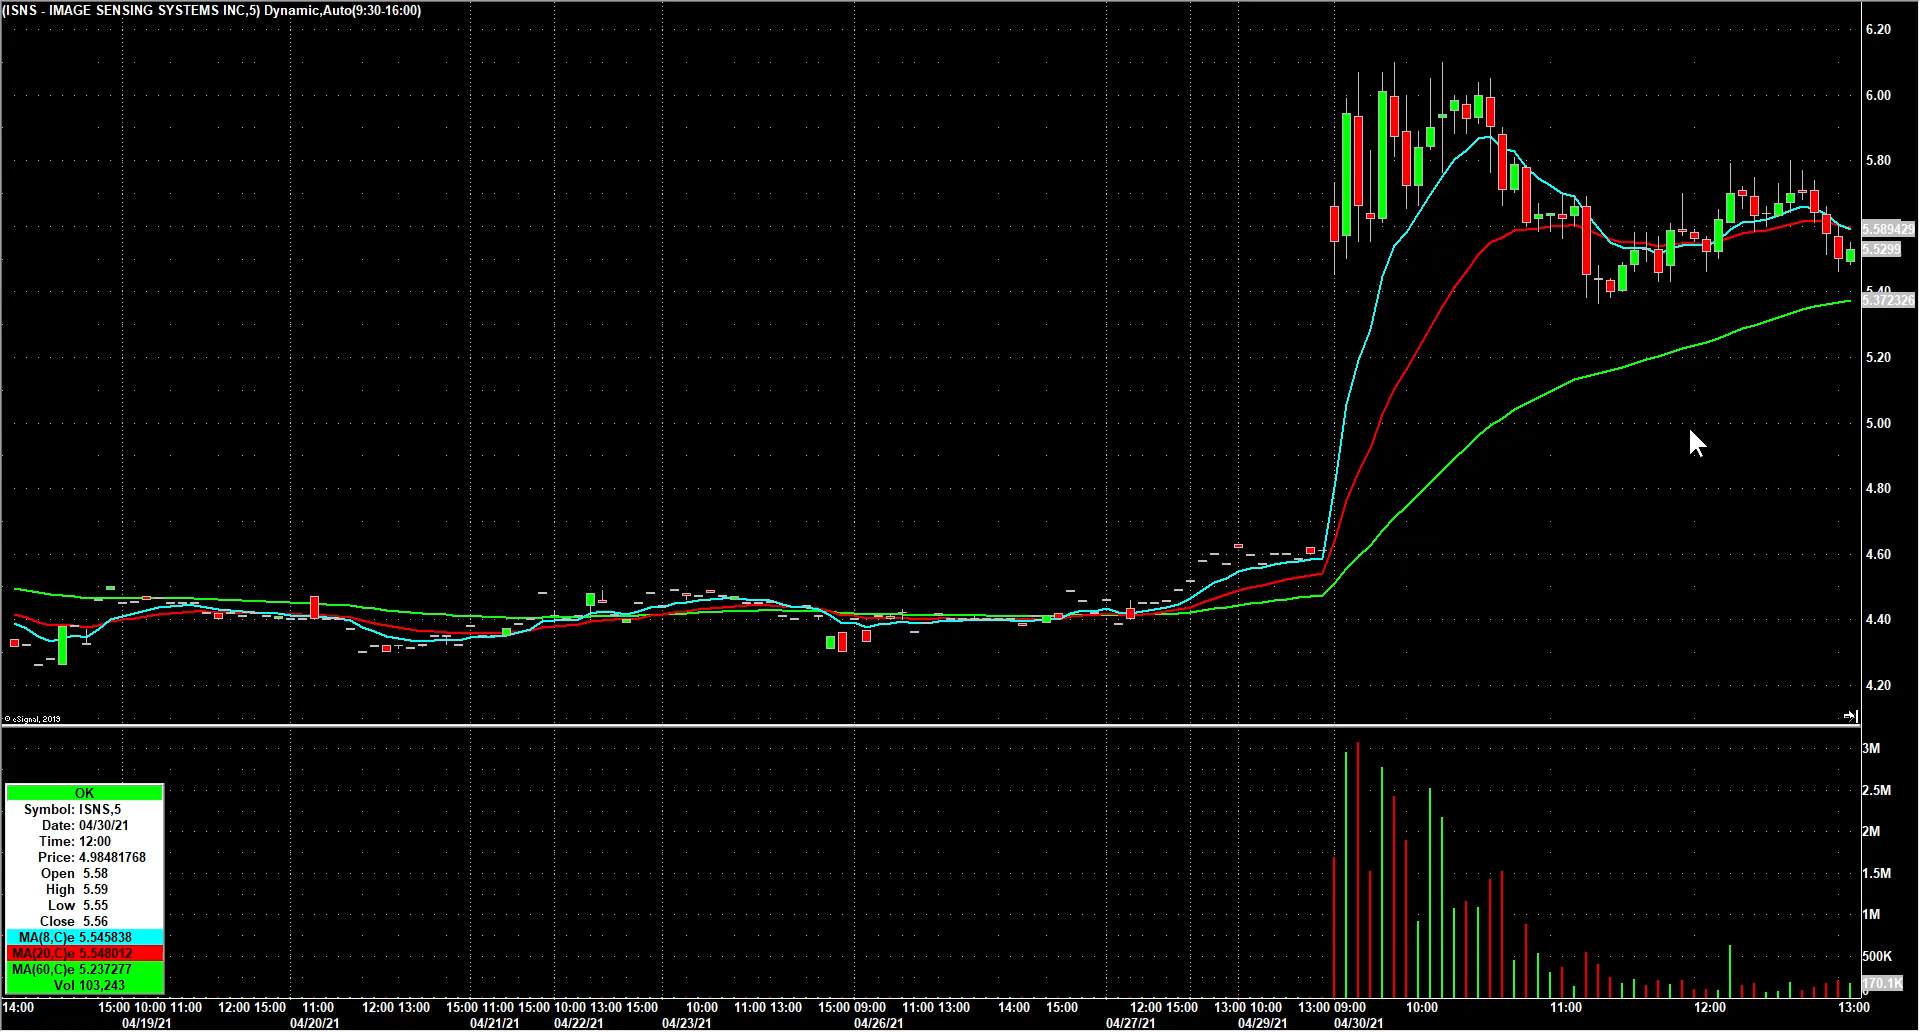 (ISNS - IMAGE SENSING SYSTEMS INC,5) Dynamic,Auto(9:30-16:00)
6.20
6.00
5.80
5.589429
5.5299
5.40
5.372326
5.20
5.00
4.80
4.60
4.40
4.20
© eSignal, 2019
3M
2.5M
2M
1.5M
1M
500K
170.1K
0
OK
Symbol: ISNS,5
Date: 04/30/21
Time: 12:00
Price: 4.98481768
Open 5.58
High 5.59
Low 5.55
Close 5.56
MA(8,C)e 5.545838
MA(20,C)e 5.548012
MA(60,C)e 5.237277
Vol 103,243
14:00 15:00 10:00 11:00 12:00 15:00 11:00 12:00 13:00 15:00 11:00 15:00 10:00 13:00 15:00 10:00 11:00 13:00 15:00 09:00 11:00 13:00 14:00 15:00 12:00 15:00 13:00 10:00 13:00 09:00 10:00 11:00 12:00 13:00
04/19/21 04/20/21 04/21/21 04/22/21 04/23/21 04/26/21 04/27/21 04/29/21 04/30/21